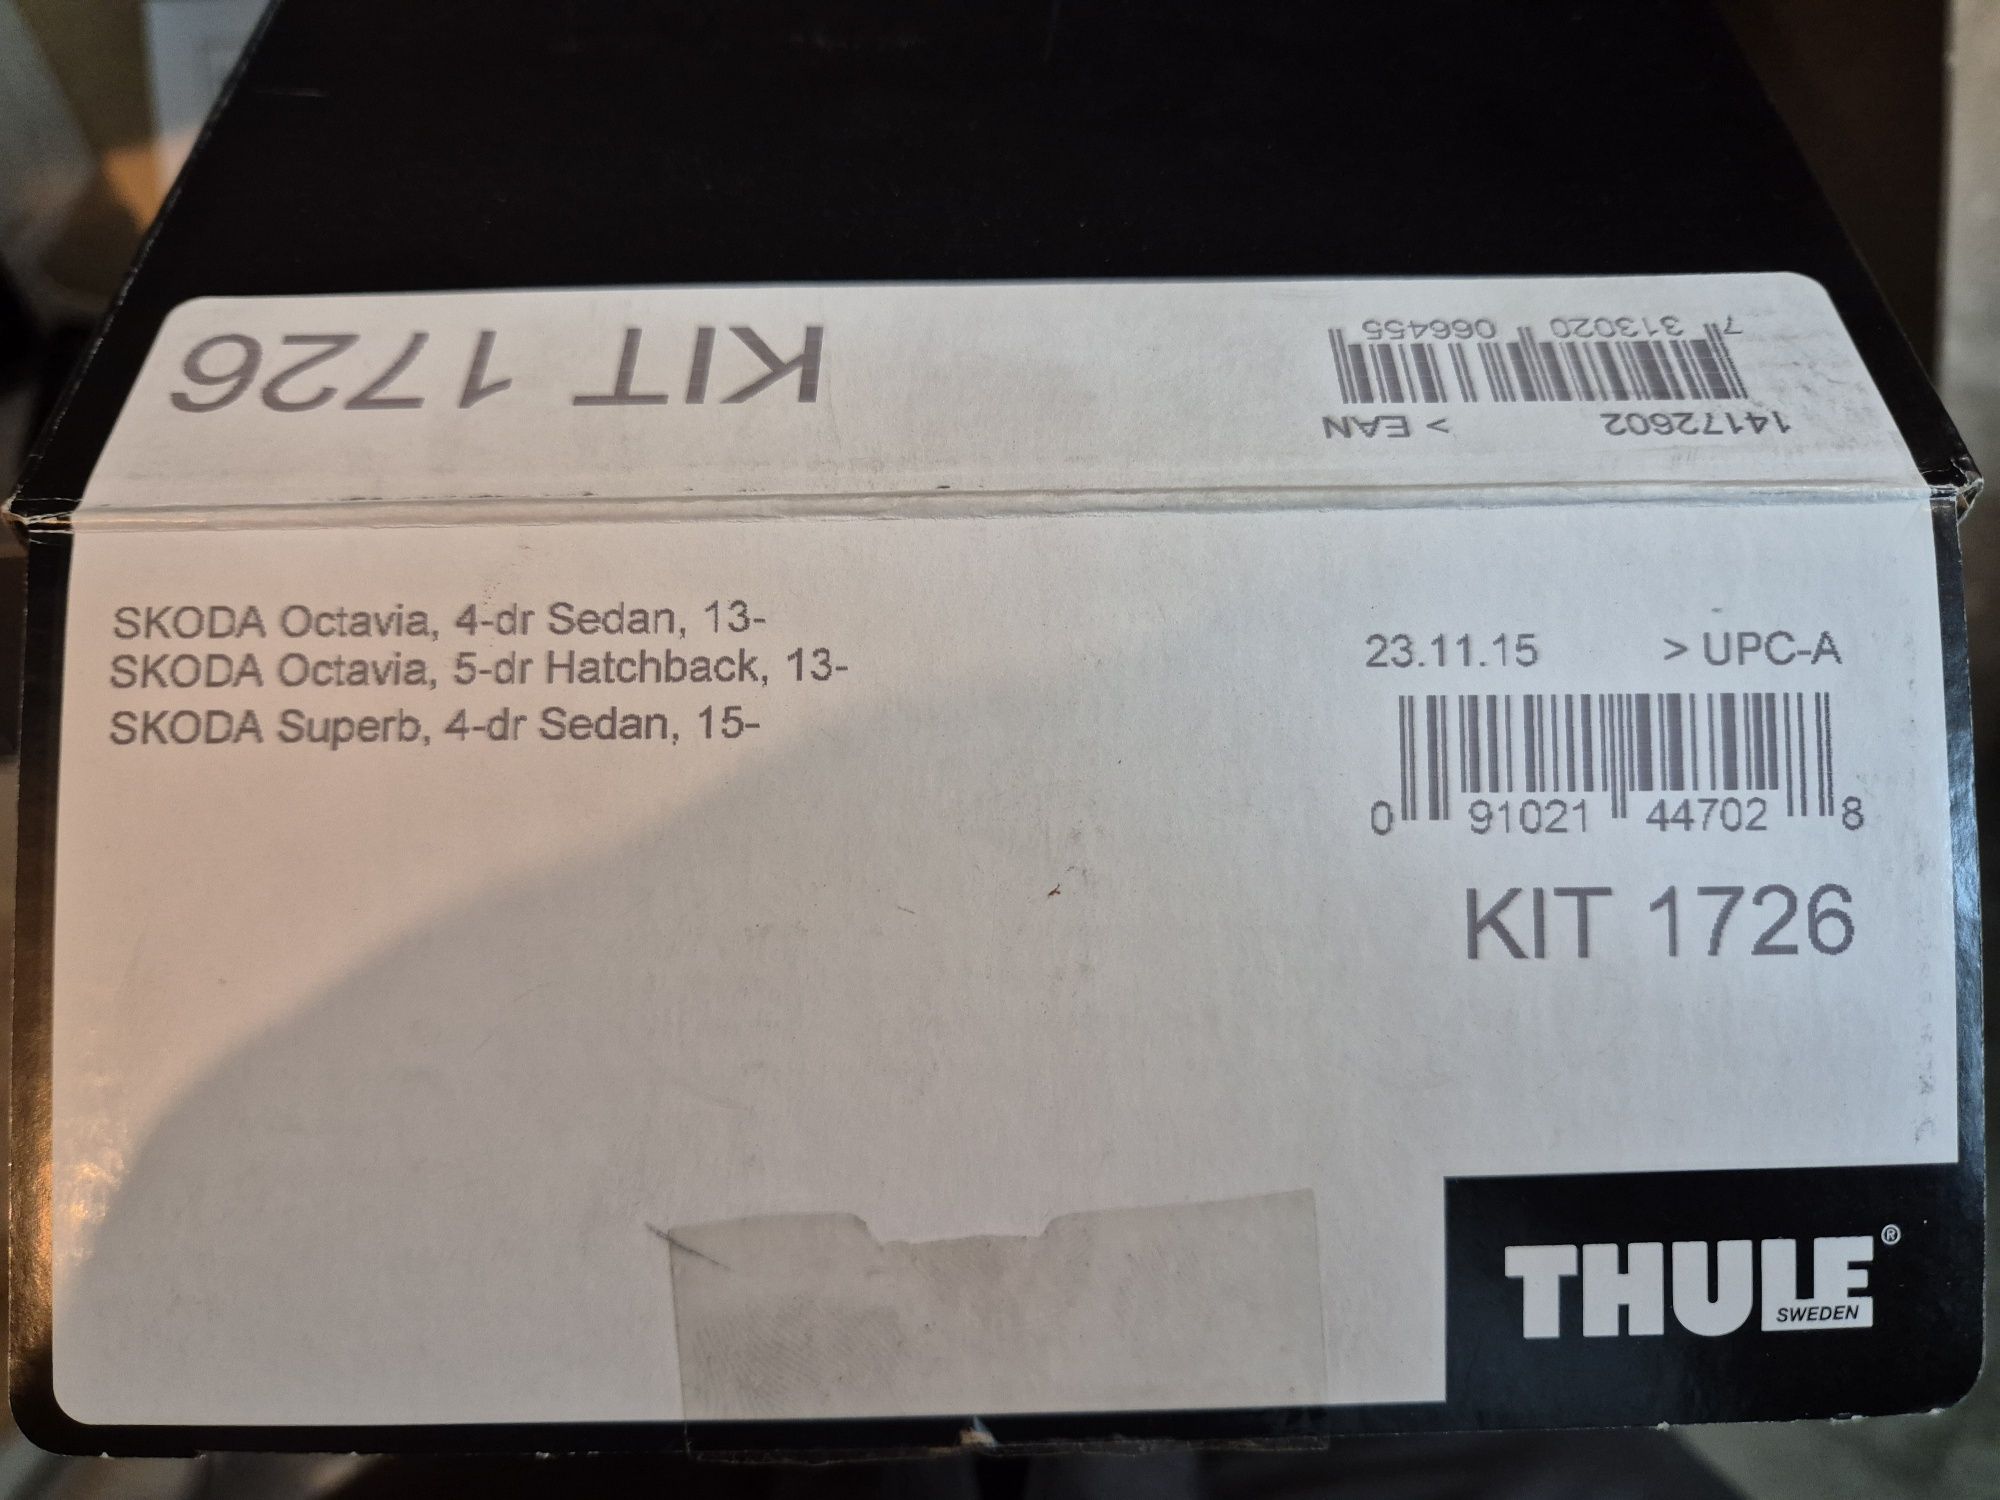 KIT 1726
7 313020 066455
14172602 > EAN
SKODA Octavia, 4-dr Sedan, 13-
SKODA Octavia, 5-dr Hatchback, 13-
SKODA Superb, 4-dr Sedan, 15-
23.11.15 > UPC-A
0 91021 44702 8
KIT 1726
THULE®
SWEDEN